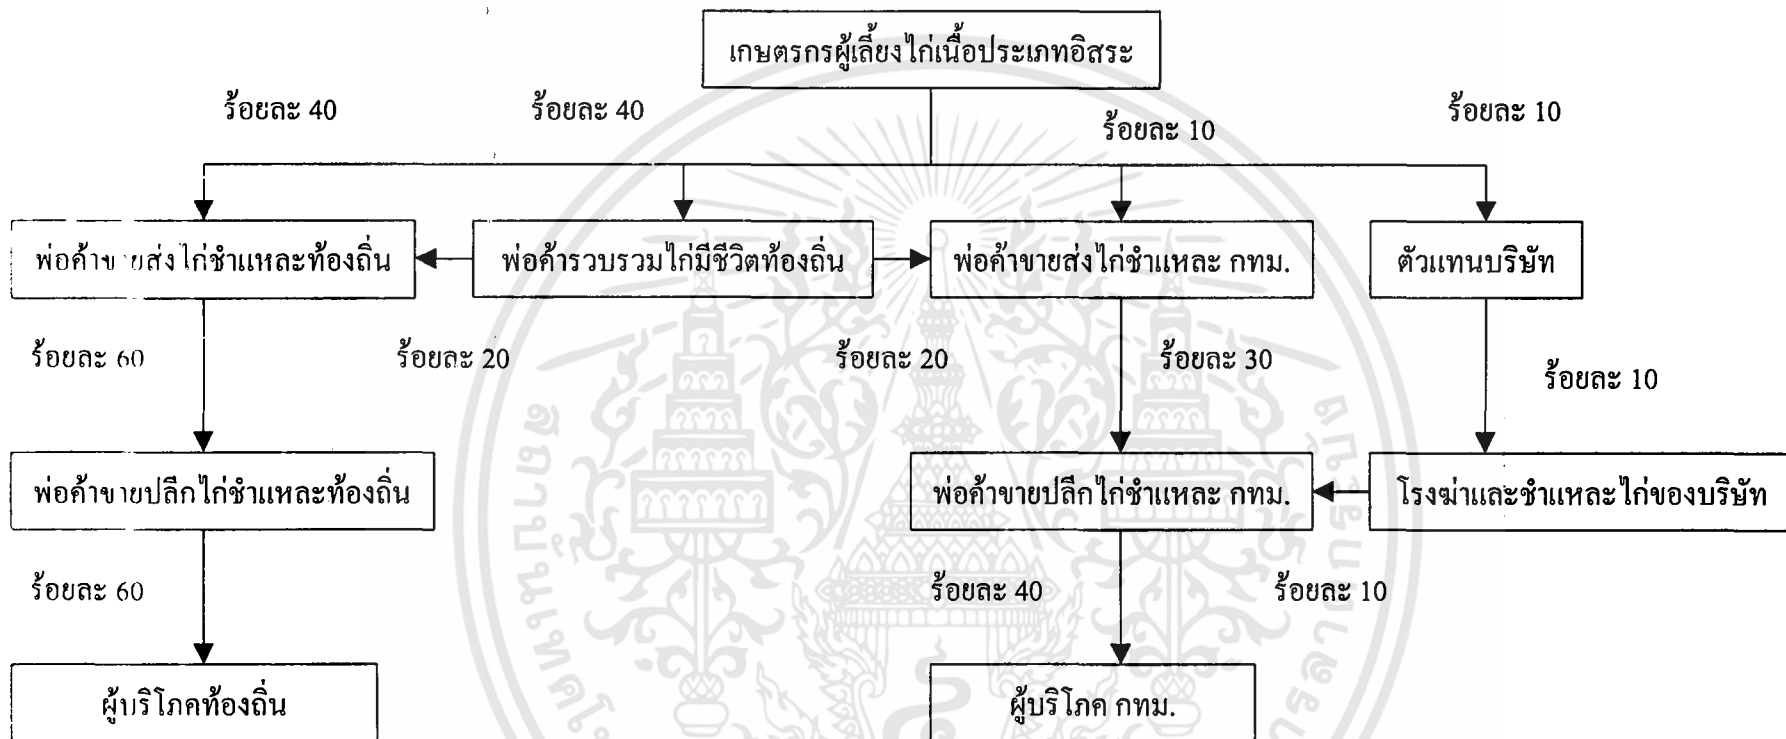 เกษตรกรผู้เลี้ยงไก่เนื้อประเภทอิสระ
ร้อยละ 40
ร้อยละ 40
ร้อยละ 10
ร้อยละ 10
พ่อค้าขายส่งไก่ชำแหละท้องถิ่น
พ่อค้ารวบรวมไก่มีชีวิตท้องถิ่น
พ่อค้าขายส่งไก่ชำแหละ กทม.
ตัวแทนบริษัท
ร้อยละ 60
ร้อยละ 20
ร้อยละ 20
ร้อยละ 30
ร้อยละ 10
พ่อค้าขายปลีกไก่ชำแหละท้องถิ่น
พ่อค้าขายปลีกไก่ชำแหละ กทม.
โรงฆ่าและชำแหละไก่ของบริษัท
ร้อยละ 60
ร้อยละ 40
ร้อยละ 10
ผู้บริโภคท้องถิ่น
ผู้บริโภค กทม.